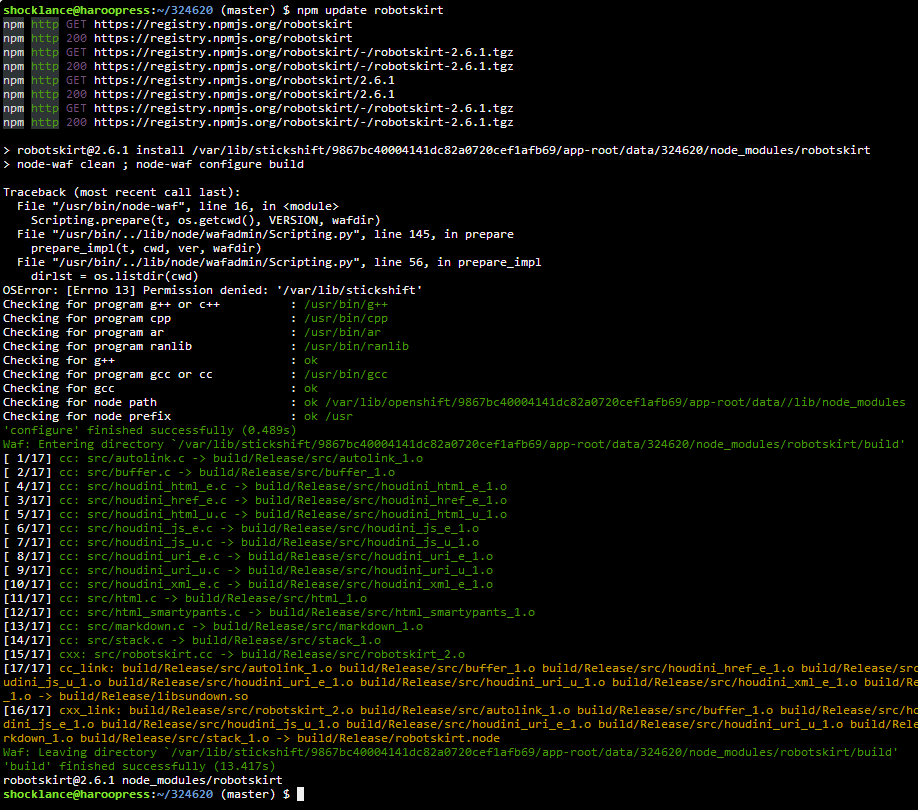 shocklance@haroopress:~/324620 (master) $ npm update robotskirt
npm http GET https://registry.npmjs.org/robotskirt
npm http 200 https://registry.npmjs.org/robotskirt
npm http GET https://registry.npmjs.org/robotskirt/-/robotskirt-2.6.1.tgz
npm http 200 https://registry.npmjs.org/robotskirt/-/robotskirt-2.6.1.tgz
npm http GET https://registry.npmjs.org/robotskirt/2.6.1
npm http 200 https://registry.npmjs.org/robotskirt/2.6.1
npm http GET https://registry.npmjs.org/robotskirt/-/robotskirt-2.6.1.tgz
npm http 200 https://registry.npmjs.org/robotskirt/-/robotskirt-2.6.1.tgz
> robotskirt@2.6.1 install /var/lib/stickshift/9867bc40004141dc82a0720cef1afb69/app-root/data/324620/node_modules/robotskirt
> node-waf clean ; node-waf configure build
Traceback (most recent call last):
File "/usr/bin/node-waf", line 16, in <module>
Scripting.prepare(t, os.getcwd(), VERSION, wafdir)
File "/usr/bin/../lib/node/wafadmin/Scripting.py", line 145, in prepare
prepare_impl(t, cwd, ver, wafdir)
File "/usr/bin/../lib/node/wafadmin/Scripting.py", line 56, in prepare_impl
dirlst = os.listdir(cwd)
OSError: [Errno 13] Permission denied: '/var/lib/stickshift'
Checking for program g++ or c++ : /usr/bin/g++
Checking for program cpp : /usr/bin/cpp
Checking for program ar : /usr/bin/ar
Checking for program ranlib : /usr/bin/ranlib
Checking for g++ : ok
Checking for program gcc or cc : /usr/bin/gcc
Checking for gcc : ok
Checking for node path : ok /var/lib/openshift/9867bc40004141dc82a0720cef1afb69/app-root/data//lib/node_modules
Checking for node prefix : ok /usr
'configure' finished successfully (0.489s)
Waf: Entering directory `/var/lib/stickshift/9867bc40004141dc82a0720cef1afb69/app-root/data/324620/node_modules/robotskirt/build'
[ 1/17] cc: src/autolink.c -> build/Release/src/autolink_1.o
[ 2/17] cc: src/buffer.c -> build/Release/src/buffer_1.o
[ 4/17] cc: src/houdini_html_e.c -> build/Release/src/houdini_html_e_1.o
[ 3/17] cc: src/houdini_href_e.c -> build/Release/src/houdini_href_e_1.o
[ 5/17] cc: src/houdini_html_u.c -> build/Release/src/houdini_html_u_1.o
[ 6/17] cc: src/houdini_js_e.c -> build/Release/src/houdini_js_e_1.o
[ 7/17] cc: src/houdini_js_u.c -> build/Release/src/houdini_js_u_1.o
[ 8/17] cc: src/houdini_uri_e.c -> build/Release/src/houdini_uri_e_1.o
[ 9/17] cc: src/houdini_uri_u.c -> build/Release/src/houdini_uri_u_1.o
[10/17] cc: src/houdini_xml_e.c -> build/Release/src/houdini_xml_e_1.o
[11/17] cc: src/html.c -> build/Release/src/html_1.o
[12/17] cc: src/html_smartypants.c -> build/Release/src/html_smartypants_1.o
[13/17] cc: src/markdown.c -> build/Release/src/markdown_1.o
[14/17] cc: src/stack.c -> build/Release/src/stack_1.o
[15/17] cxx: src/robotskirt.cc -> build/Release/src/robotskirt_2.o
[17/17] cc_link: build/Release/src/autolink_1.o build/Release/src/buffer_1.o build/Release/src/houdini_href_e_1.o build/Release/src
udini_js_u_1.o build/Release/src/houdini_uri_e_1.o build/Release/src/houdini_uri_u_1.o build/Release/src/houdini_xml_e_1.o build/Re
_1.o -> build/Release/libsundown.so
[16/17] cxx_link: build/Release/src/robotskirt_2.o build/Release/src/autolink_1.o build/Release/src/buffer_1.o build/Release/src/ho
dini_js_e_1.o build/Release/src/houdini_js_u_1.o build/Release/src/houdini_uri_e_1.o build/Release/src/houdini_uri_u_1.o build/Rele
rkdown_1.o build/Release/src/stack_1.o -> build/Release/robotskirt.node
Waf: Leaving directory `/var/lib/stickshift/9867bc40004141dc82a0720cef1afb69/app-root/data/324620/node_modules/robotskirt/build'
'build' finished successfully (13.417s)
robotskirt@2.6.1 node_modules/robotskirt
shocklance@haroopress:~/324620 (master) $